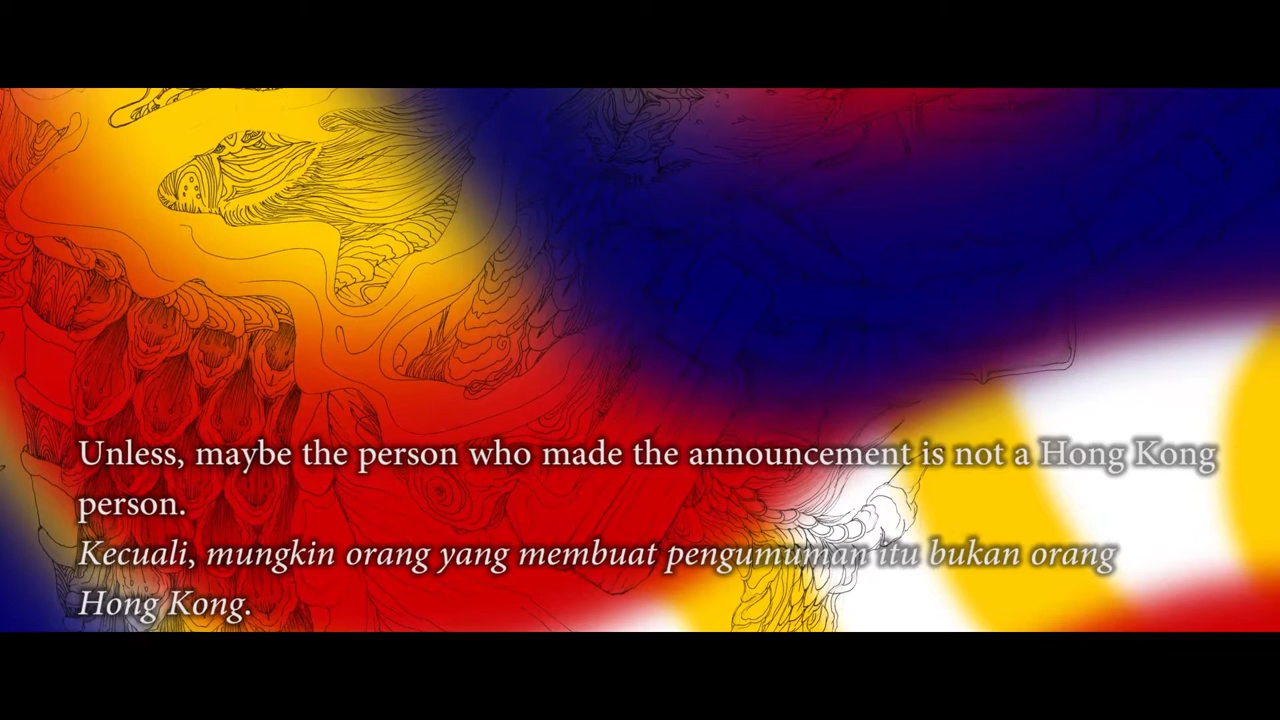 Unless, maybe the person who made the announcement is not a Hong Kong
person.
Kecuali, mungkin orang yang membuat pengumuman itu bukan orang
Hong Kong.